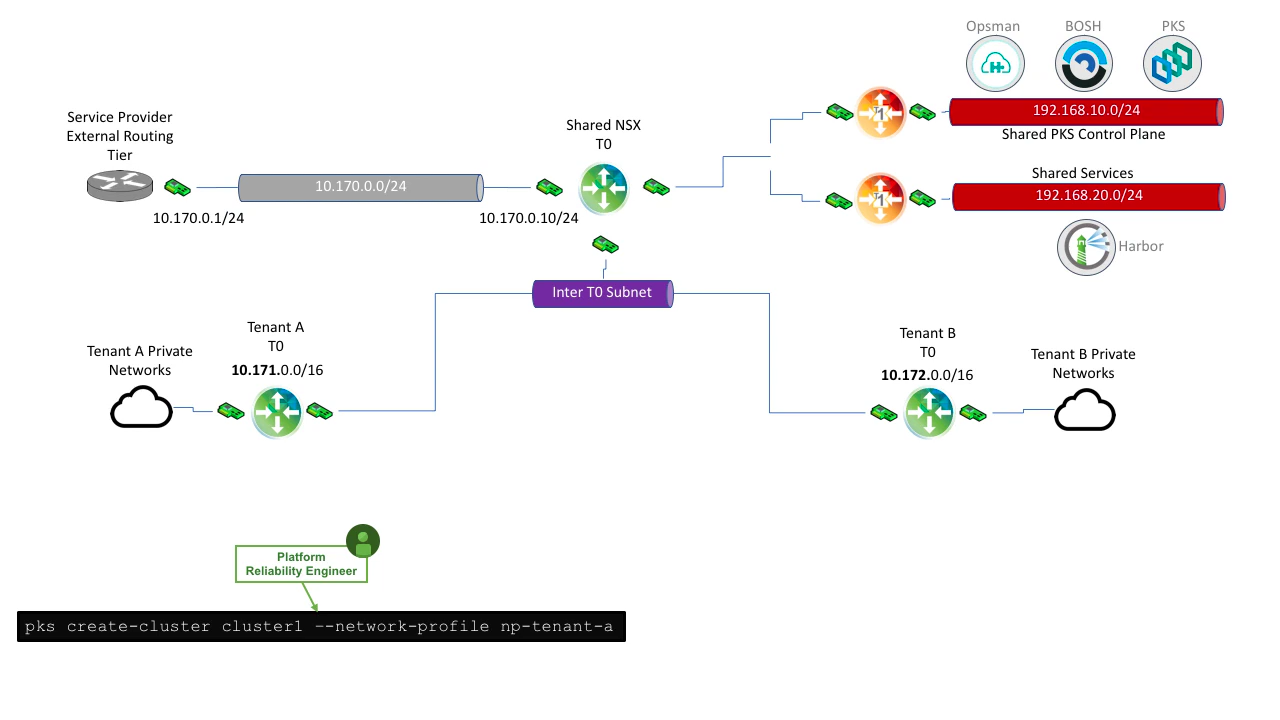 Opsman
BOSH
PKS
192.168.10.0/24
Shared PKS Control Plane
T1
Service Provider
External Routing
Tier
10.170.0.0/24
10.170.0.1/24
Shared NSX
T0
10.170.0.10/24
Shared Services
192.168.20.0/24
T1
Harbor
Inter T0 Subnet
Tenant A
T0
10.171.0.0/16
Tenant A Private
Networks
Tenant B
T0
10.172.0.0/16
Tenant B Private
Networks
Platform
Reliability Engineer
pks create-cluster cluster1 –-network-profile np-tenant-a